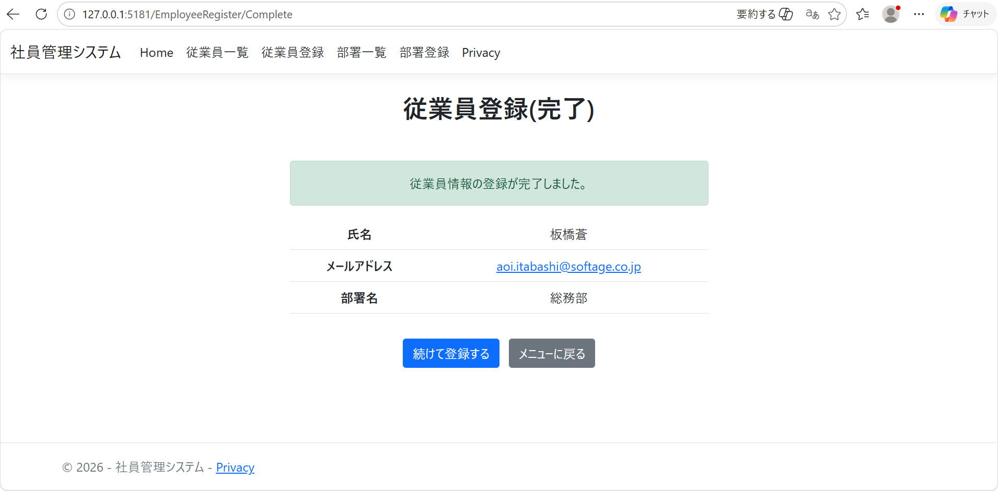 127.0.0.1:5181/EmployeeRegister/Complete 要約する aあ チャット
社員管理システム Home 従業員一覧 従業員登録 部署一覧 部署登録 Privacy
従業員登録(完了)
従業員情報の登録が完了しました。
氏名 板橋蒼
メールアドレス aoi.itabashi@softage.co.jp
部署名 総務部
続けて登録する メニューに戻る
© 2026 - 社員管理システム - Privacy